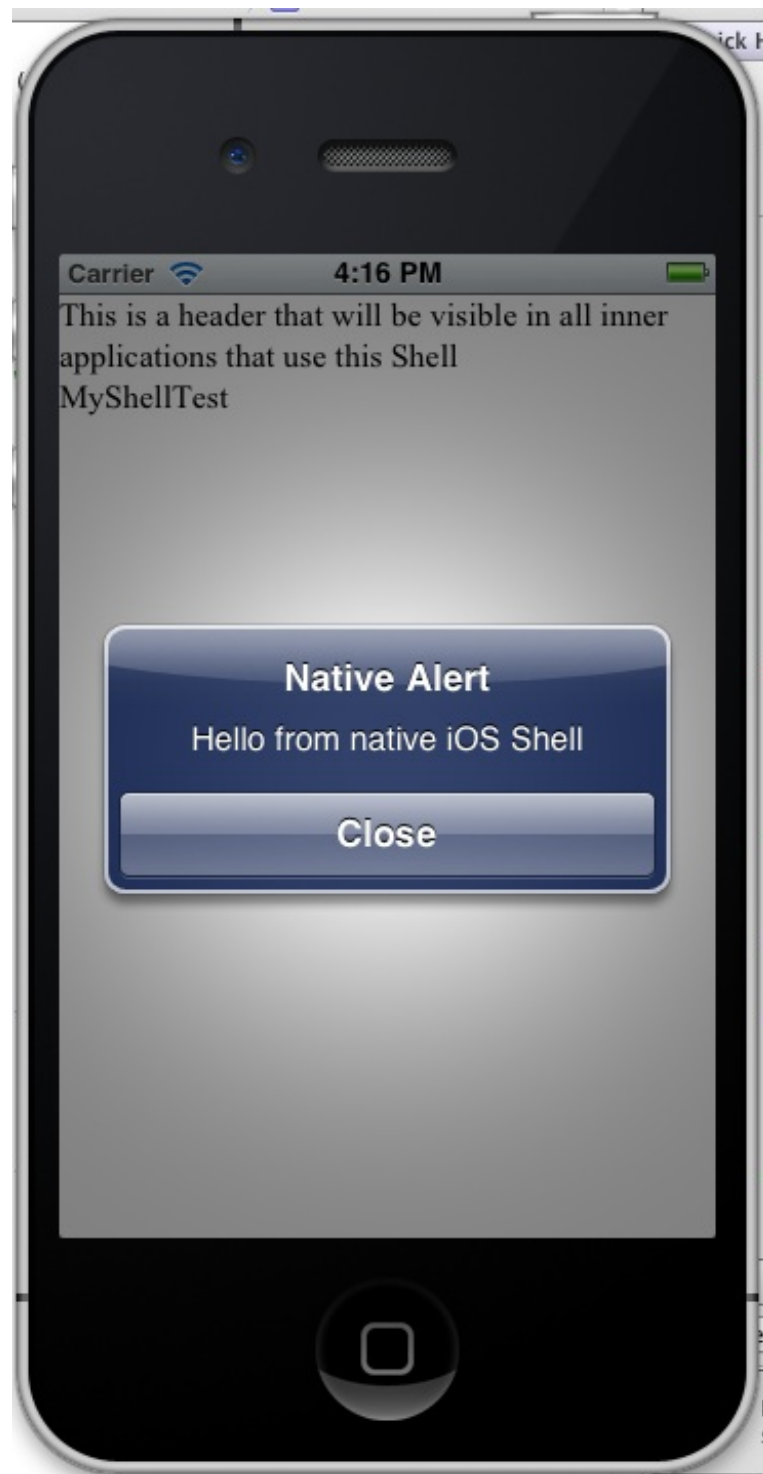 Carrier 4:16 PM
This is a header that will be visible in all inner
applications that use this Shell
MyShellTest
Native Alert
Hello from native iOS Shell
Close